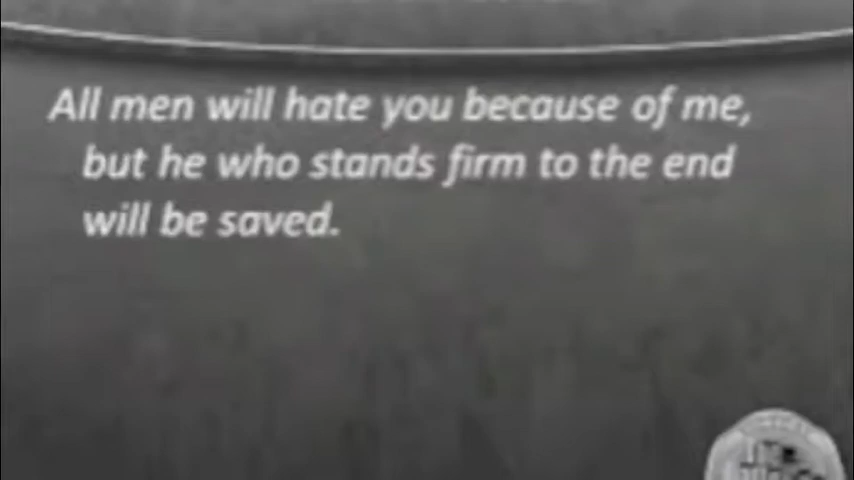 All men will hate you because of me,
but he who stands firm to the end
will be saved.